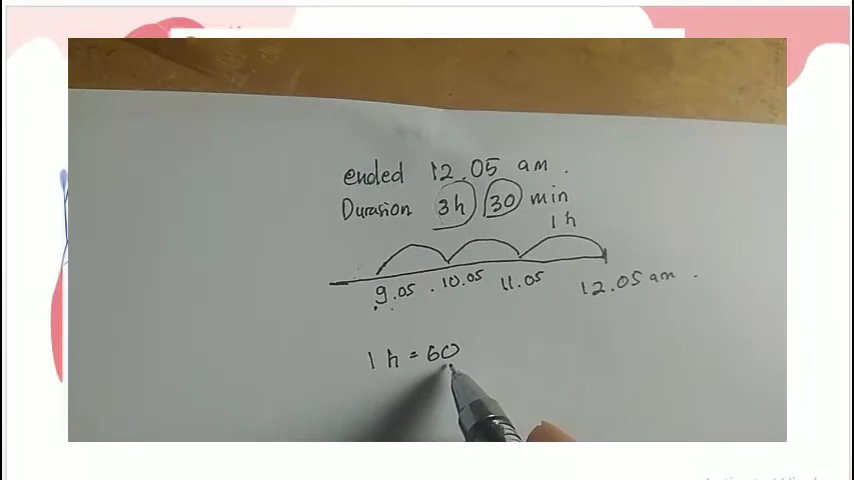 ended 12.05 am.
Durasion 3h 30 min
1 h
9.05 . 10.05 11.05 12.05 am .
1 h = 60